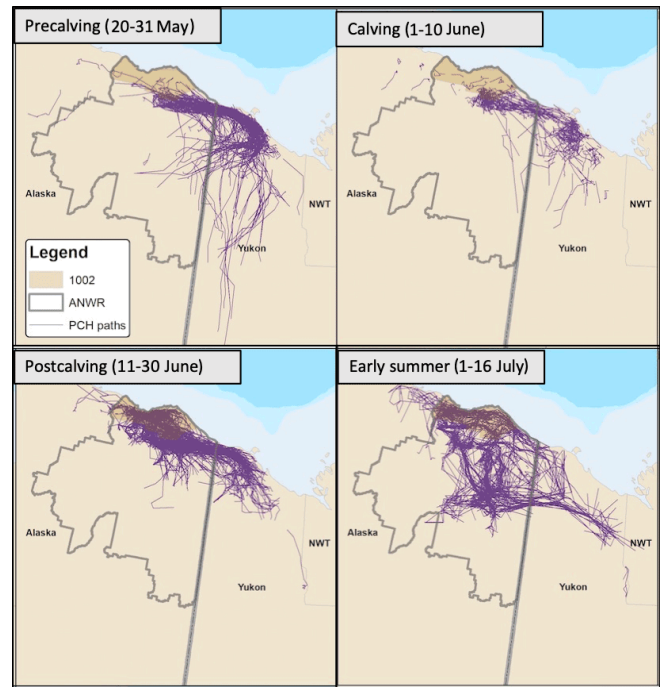 Precalving (20-31 May)
Calving (1-10 June)
Alaska
NWT
Yukon
Legend
1002
ANWR
PCH paths
Alaska
NWT
Yukon
Postcalving (11-30 June)
Early summer (1-16 July)
Alaska
NWT
Yukon
Alaska
NWT
Yukon